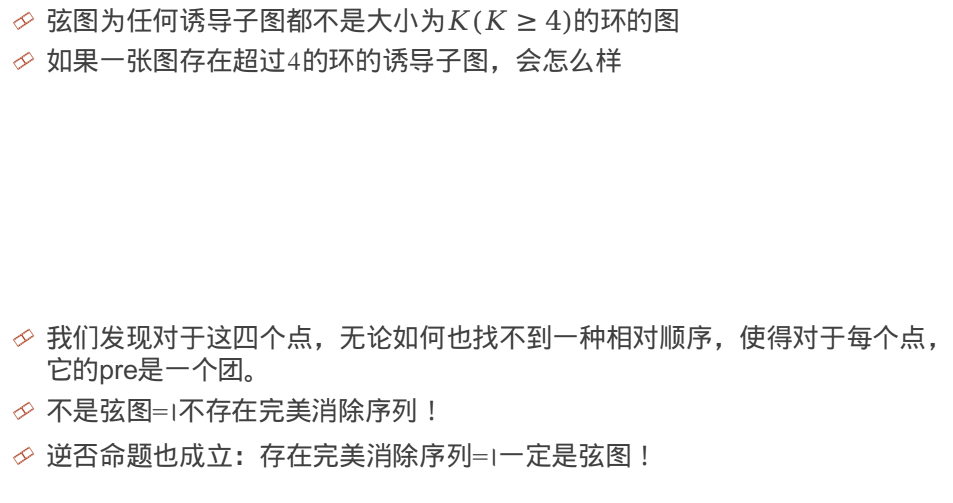 弦图为任何诱导子图都不是大小为K(K ≥ 4)的环的图
如果一张图存在超过4的环的诱导子图，会怎么样
我们发现对于这四个点，无论如何也找不到一种相对顺序，使得对于每个点，
它的pre是一个团。
不是弦图=।不存在完美消除序列！
逆否命题也成立：存在完美消除序列=।一定是弦图！